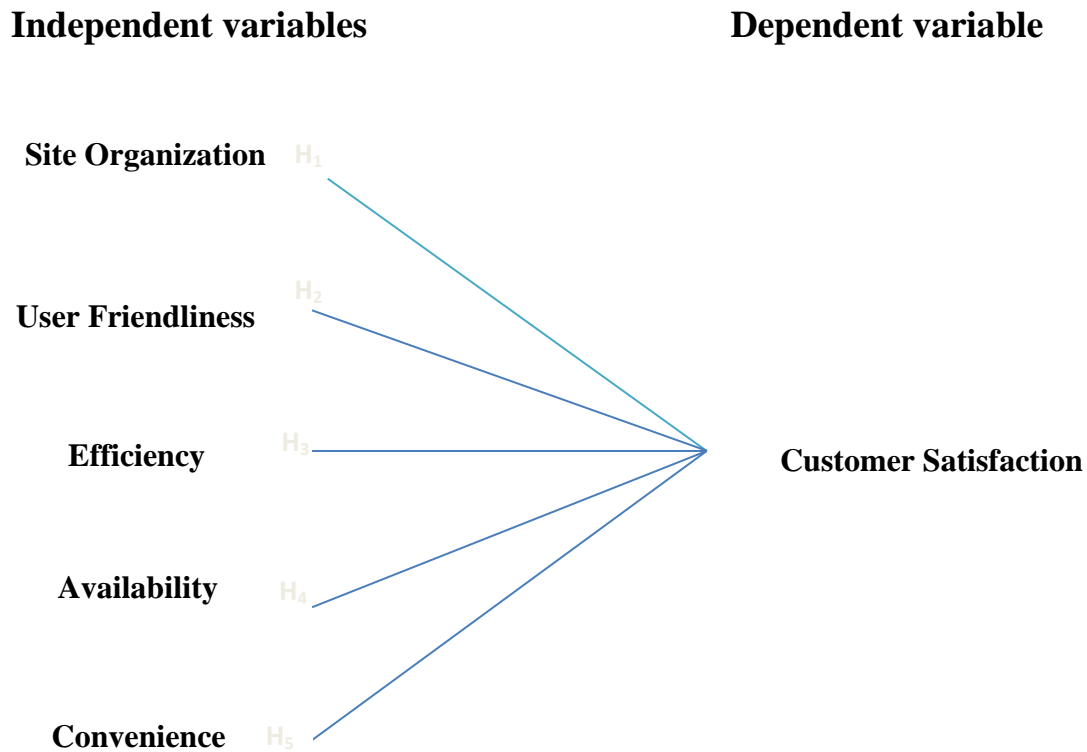 Independent variables Dependent variable
Site Organization H₁
H₂
User Friendliness
Efficiency H₃
Customer Satisfaction
Availability H₄
Convenience H₅